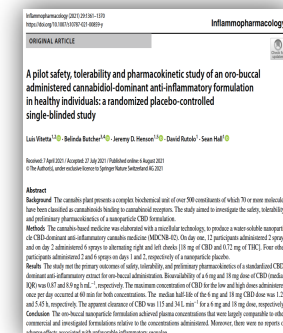 Inflammopharmacology (2021) 29:1361–1370
https://doi.org/10.1007/s10787-021-00859-y
Inflammopharmacology
ORIGINAL ARTICLE
A pilot safety, tolerability and pharmacokinetic study of an oro-buccal
administered cannabidiol-dominant anti-inflammatory formulation
in healthy individuals: a randomized placebo-controlled
single-blinded study
Luis Vitetta · Belinda Butcher · Jeremy D. Henson · David Rutolo · Sean Hall
Received: 7 April 2021 / Accepted: 27 July 2021 / Published online: 6 August 2021
© The Author(s), under exclusive licence to Springer Nature Switzerland AG 2021
Abstract
Background The cannabis plant presents a complex biochemical unit of over 500 constituents of which 70 or more molecule
have been classified as cannabinoids binding to cannabinoid receptors. The study aimed to investigate the safety, tolerability
and preliminary pharmacokinetics of a nanoparticle CBD formulation.
Methods The cannabis-based medicine was elaborated with a micellar technology, to produce a water-soluble nanoparti
cle CBD-dominant anti-inflammatory cannabis medicine (MDCNB-02). On day one, 12 participants administered 2 spray
and on day 2 administered 6 sprays to alternating right and left cheeks [18 mg of CBD and 0.72 mg of THC]. Four othe
participants administered 2 and 6 sprays on days 1 and 2, respectively of a nanoparticle placebo.
Results The study met the primary outcomes of safety, tolerability, and preliminary pharmacokinetics of a standardized CBD
dominant anti-inflammatory extract for oro-buccal administration. Bioavailability of a 6 mg and 18 mg dose of CBD (media
IQR) was 0.87 and 8.9 ng h mL−1, respectively. The maximum concentration of CBD for the low and high doses administere
once per day occurred at 60 min for both concentrations. The median half-life of the 6 mg and 18 mg CBD dose was 1.2
and 5.45 h, respectively. The apparent clearance of CBD was 115 and 34 L min−1 for a 6 mg and 18 mg dose, respectively
Conclusion The oro-buccal nanoparticle formulation achieved plasma concentrations that were largely comparable to othe
commercial and investigated formulations relative to the concentrations administered. Moreover, there were no reports o